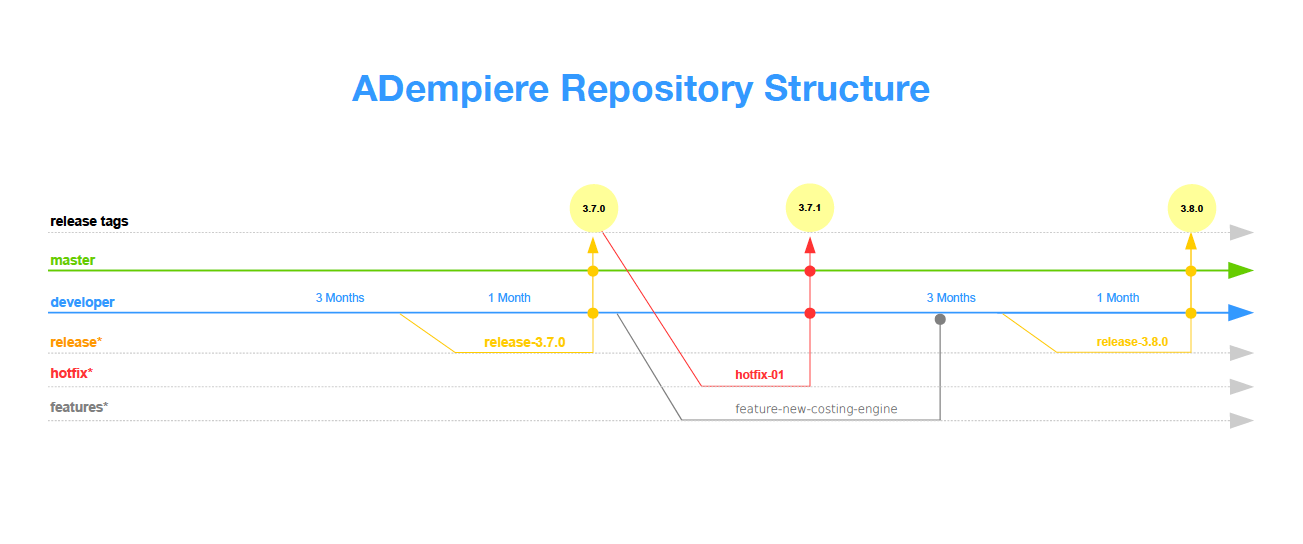 ADempiere Repository Structure
3.7.0
3.7.1
3.8.0
release tags
master
developer
3 Months
1 Month
3 Months
1 Month
release*
release-3.7.0
release-3.8.0
hotfix*
hotfix-01
features*
feature-new-costing-engine